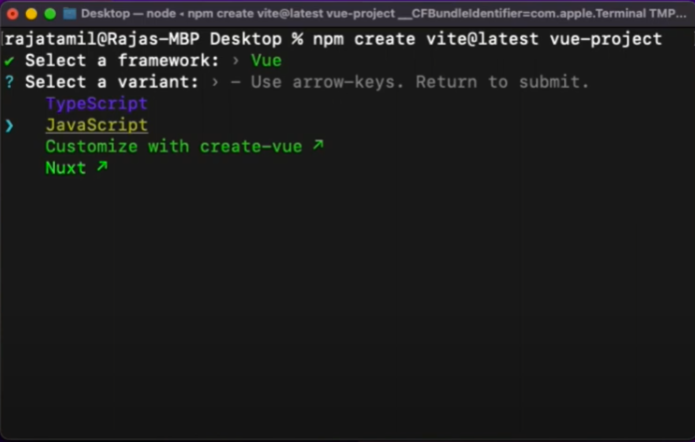 Desktop — node ◂ npm create vite@latest vue-project __CFBundleIdentifier=com.apple.Terminal TMP...
rajatamil@Rajas-MBP Desktop % npm create vite@latest vue-project
✔ Select a framework: › Vue
? Select a variant: › - Use arrow-keys. Return to submit.
TypeScript
❯ JavaScript
Customize with create-vue ↗
Nuxt ↗